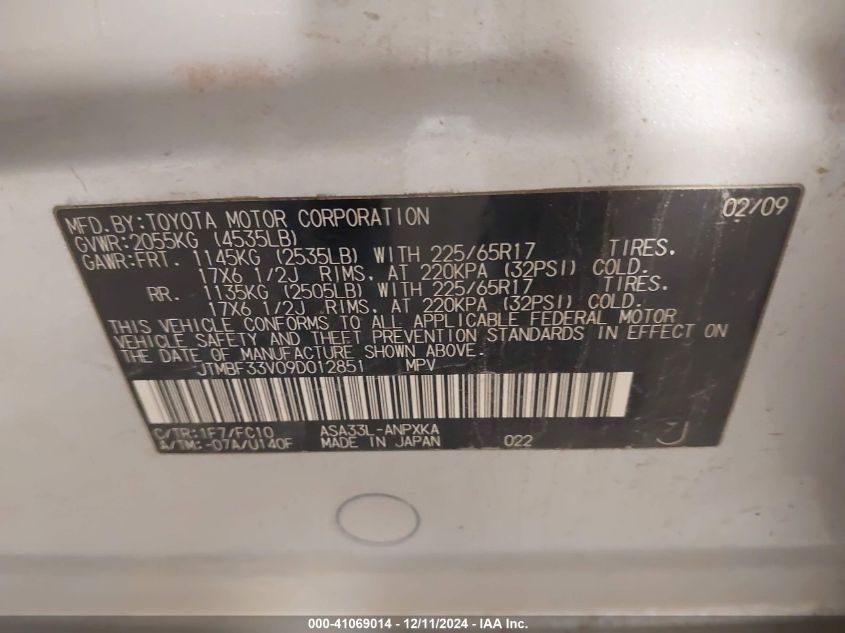 MFD.BY:TOYOTA MOTOR CORPORATION 02/09
GVWR:2055KG (4535LB)
GAWR:FRT. 1145KG (2535LB) WITH 225/65R17 TIRES.
17X6 1/2J RIMS, AT 220KPA (32PSI) COLD.
RR. 1135KG (2505LB) WITH 225/65R17 TIRES.
17X6 1/2J RIMS, AT 220KPA (32PSI) COLD.
THIS VEHICLE CONFORMS TO ALL APPLICABLE FEDERAL MOTOR
VEHICLE SAFETY AND THEFT PREVENTION STANDARDS IN EFFECT ON
THE DATE OF MANUFACTURE SHOWN ABOVE.
JTMBF33V09D012851 MPV
C/TR:1F7/FC10 ASA33L-ANPXKA
A/TM:-07A/U140F MADE IN JAPAN 022 J
000-41069014 - 12/11/2024 - IAA Inc.